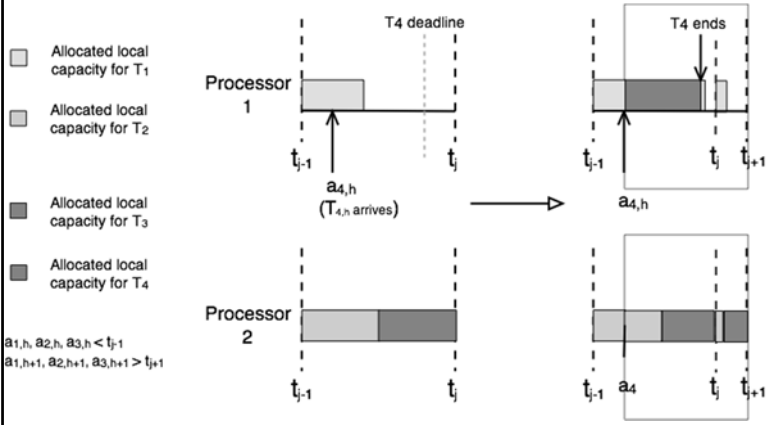 T4 deadline
T4 ends
Allocated local
capacity for T1
Allocated local
capacity for T2
Processor
1
tj-1
tj
a4,h
(T4,h arrives)
tj-1
tj
tj+1
a4,h
Allocated local
capacity for T3
Allocated local
capacity for T4
Processor
2
a1,h, a2,h, a3,h < tj-1
a1,h+1, a2,h+1, a3,h+1 > tj+1
tj-1
tj
tj-1
a4
tj
tj+1